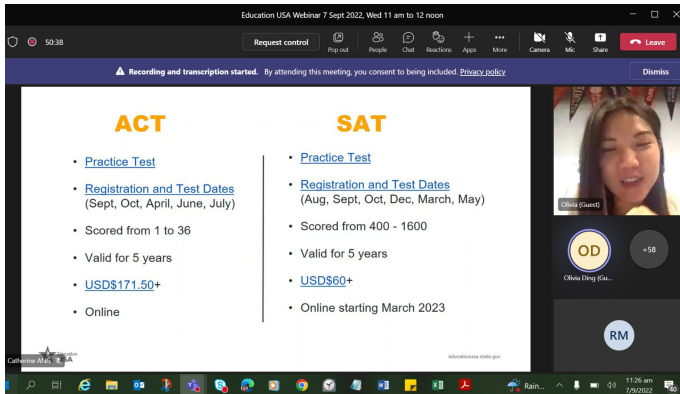 Education USA Webinar 7 Sept 2022, Wed 11 am to 12 noon
50:38
Request control
Pop out
People
Chat
Reactions
Apps
More
Camera
Mic
Share
Leave
Recording and transcription started. By attending this meeting, you consent to being included. Privacy policy
Dismiss
ACT
• Practice Test
• Registration and Test Dates
(Sept, Oct, April, June, July)
• Scored from 1 to 36
• Valid for 5 years
• USD$171.50+
• Online
SAT
• Practice Test
• Registration and Test Dates
(Aug, Sept, Oct, Dec, March, May)
• Scored from 400 - 1600
• Valid for 5 years
• USD$60+
• Online starting March 2023
educationusa.state.gov
Catherine ANG
Olivia (Guest)
OD
+58
Olivia Ding (Gu...
RM
Rain...
11:26 am
7/9/2022